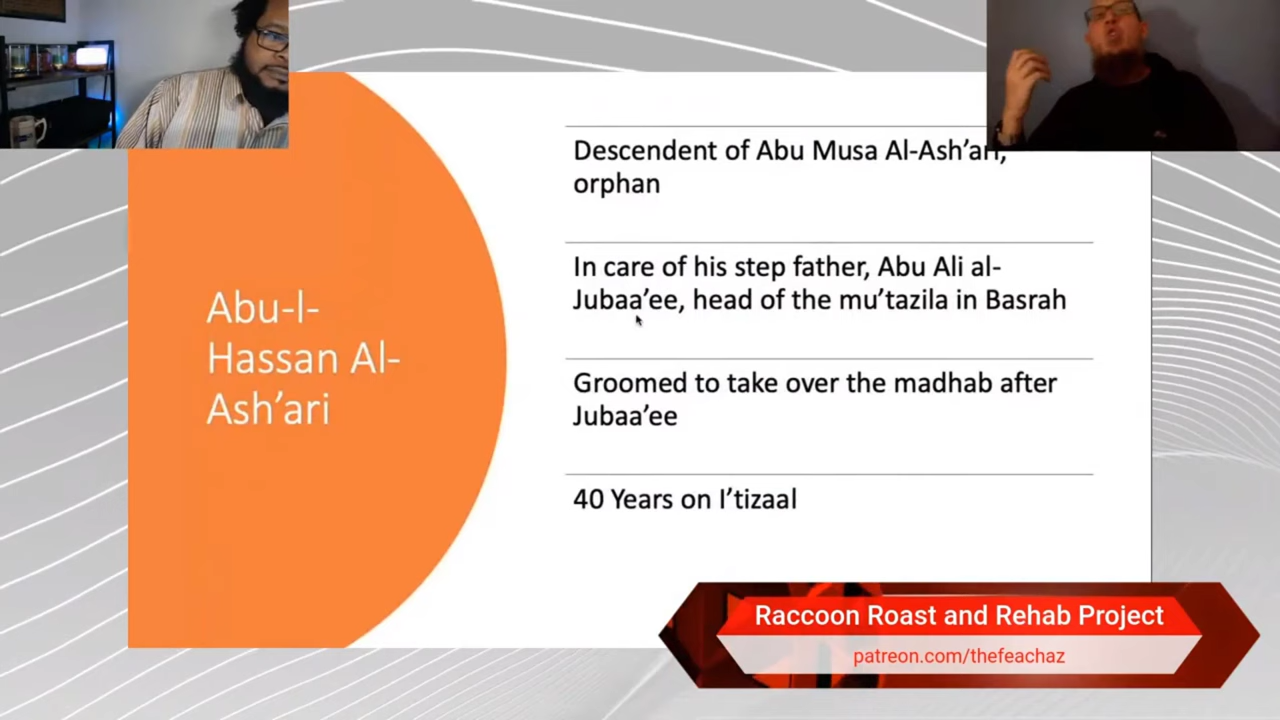 Abu-l-
Hassan Al-
Ash’ari
Descendent of Abu Musa Al-Ash’ari,
orphan
In care of his step father, Abu Ali al-
Jubaa’ee, head of the mu’tazila in Basrah
Groomed to take over the madhab after
Jubaa’ee
40 Years on I’tizaal
Raccoon Roast and Rehab Project
patreon.com/thefeachaz